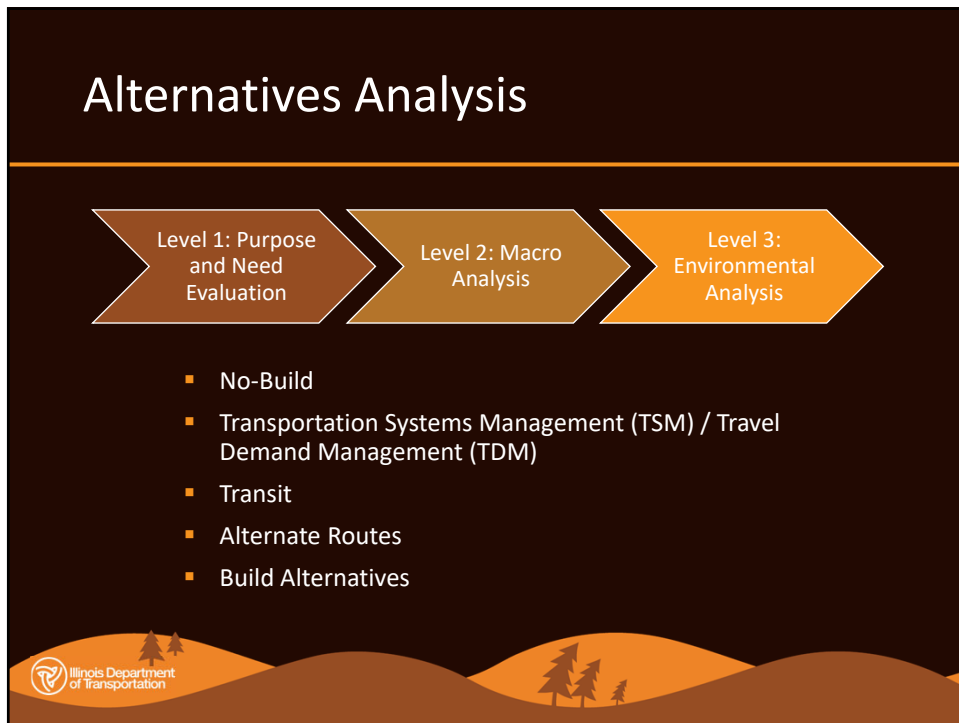 Alternatives Analysis
Level 1: Purpose
and Need
Evaluation
Level 2: Macro
Analysis
Level 3:
Environmental
Analysis
▪ No-Build
▪ Transportation Systems Management (TSM) / Travel
Demand Management (TDM)
▪ Transit
▪ Alternate Routes
▪ Build Alternatives
Illinois Department
of Transportation